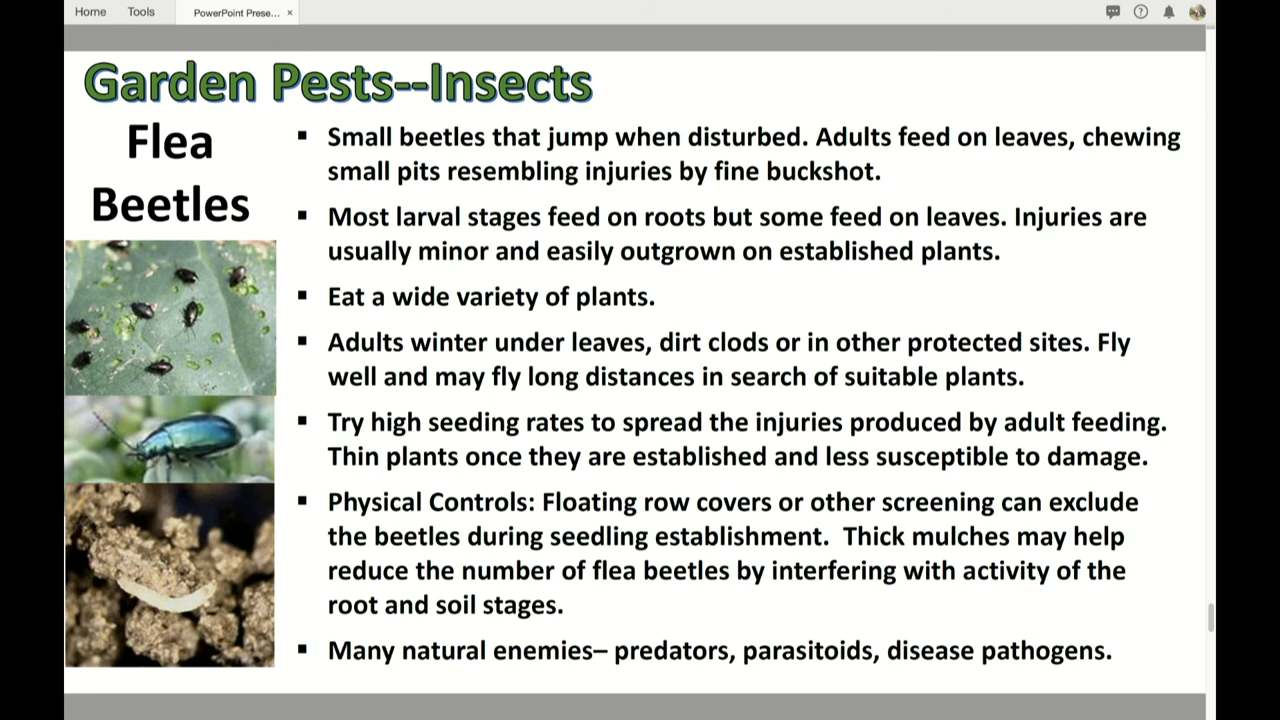 Home Tools PowerPoint Prese... ×
Garden Pests--Insects
Flea
Beetles
▪ Small beetles that jump when disturbed. Adults feed on leaves, chewing
small pits resembling injuries by fine buckshot.
▪ Most larval stages feed on roots but some feed on leaves. Injuries are
usually minor and easily outgrown on established plants.
▪ Eat a wide variety of plants.
▪ Adults winter under leaves, dirt clods or in other protected sites. Fly
well and may fly long distances in search of suitable plants.
▪ Try high seeding rates to spread the injuries produced by adult feeding.
Thin plants once they are established and less susceptible to damage.
▪ Physical Controls: Floating row covers or other screening can exclude
the beetles during seedling establishment.  Thick mulches may help
reduce the number of flea beetles by interfering with activity of the
root and soil stages.
▪ Many natural enemies– predators, parasitoids, disease pathogens.